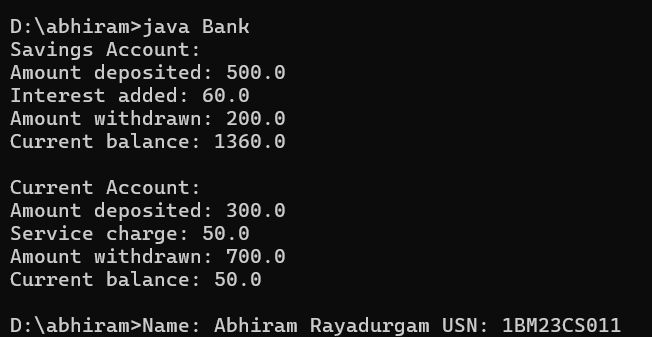 D:\abhiram>java Bank
Savings Account:
Amount deposited: 500.0
Interest added: 60.0
Amount withdrawn: 200.0
Current balance: 1360.0
Current Account:
Amount deposited: 300.0
Service charge: 50.0
Amount withdrawn: 700.0
Current balance: 50.0
D:\abhiram>Name: Abhiram Rayadurgam USN: 1BM23CS011